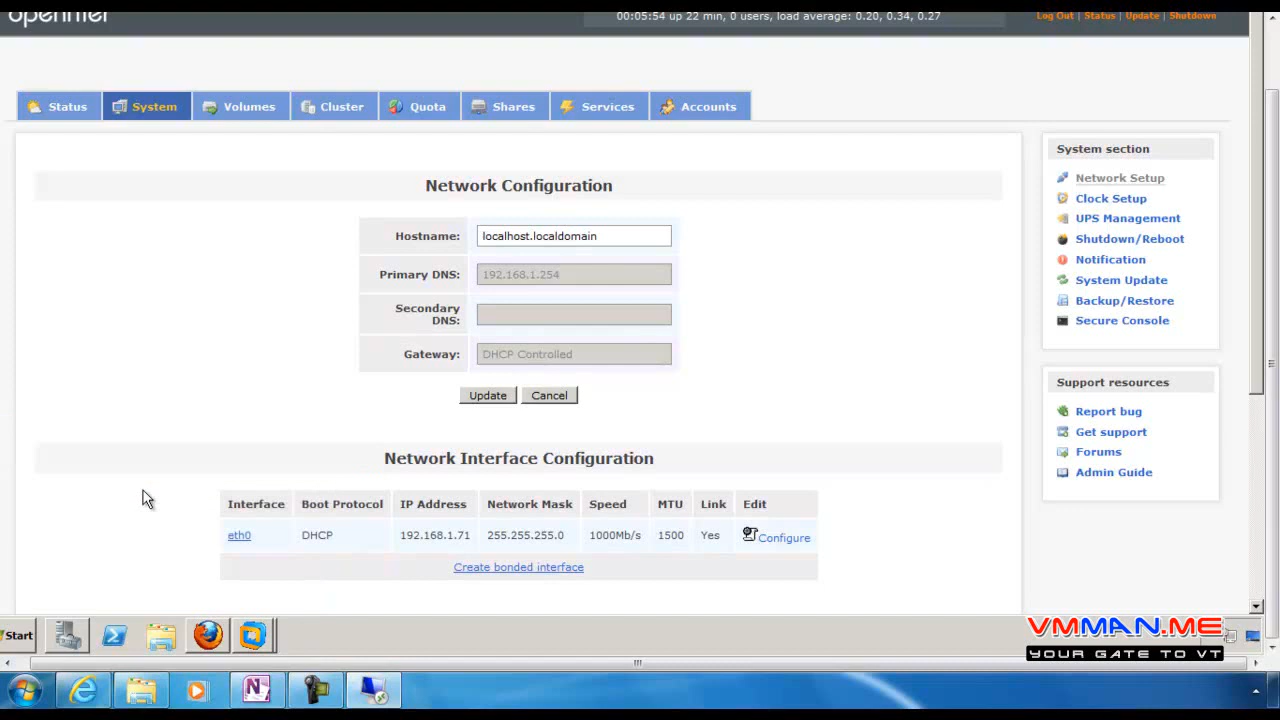 openfiler
00:05:54 up 22 min, 0 users, load average: 0.20, 0.34, 0.27
Log Out | Status | Update | Shutdown
Status
System
Volumes
Cluster
Quota
Shares
Services
Accounts
Network Configuration
Hostname: localhost.localdomain
Primary DNS: 192.168.1.254
Secondary
DNS:
Gateway: DHCP Controlled
Update Cancel
Network Interface Configuration
Interface Boot Protocol IP Address Network Mask Speed MTU Link Edit
eth0 DHCP 192.168.1.71 255.255.255.0 1000Mb/s 1500 Yes Configure
Create bonded interface
System section
Network Setup
Clock Setup
UPS Management
Shutdown/Reboot
Notification
System Update
Backup/Restore
Secure Console
Support resources
Report bug
Get support
Forums
Admin Guide
Start
VMMAN.ME
YOUR GATE TO VT